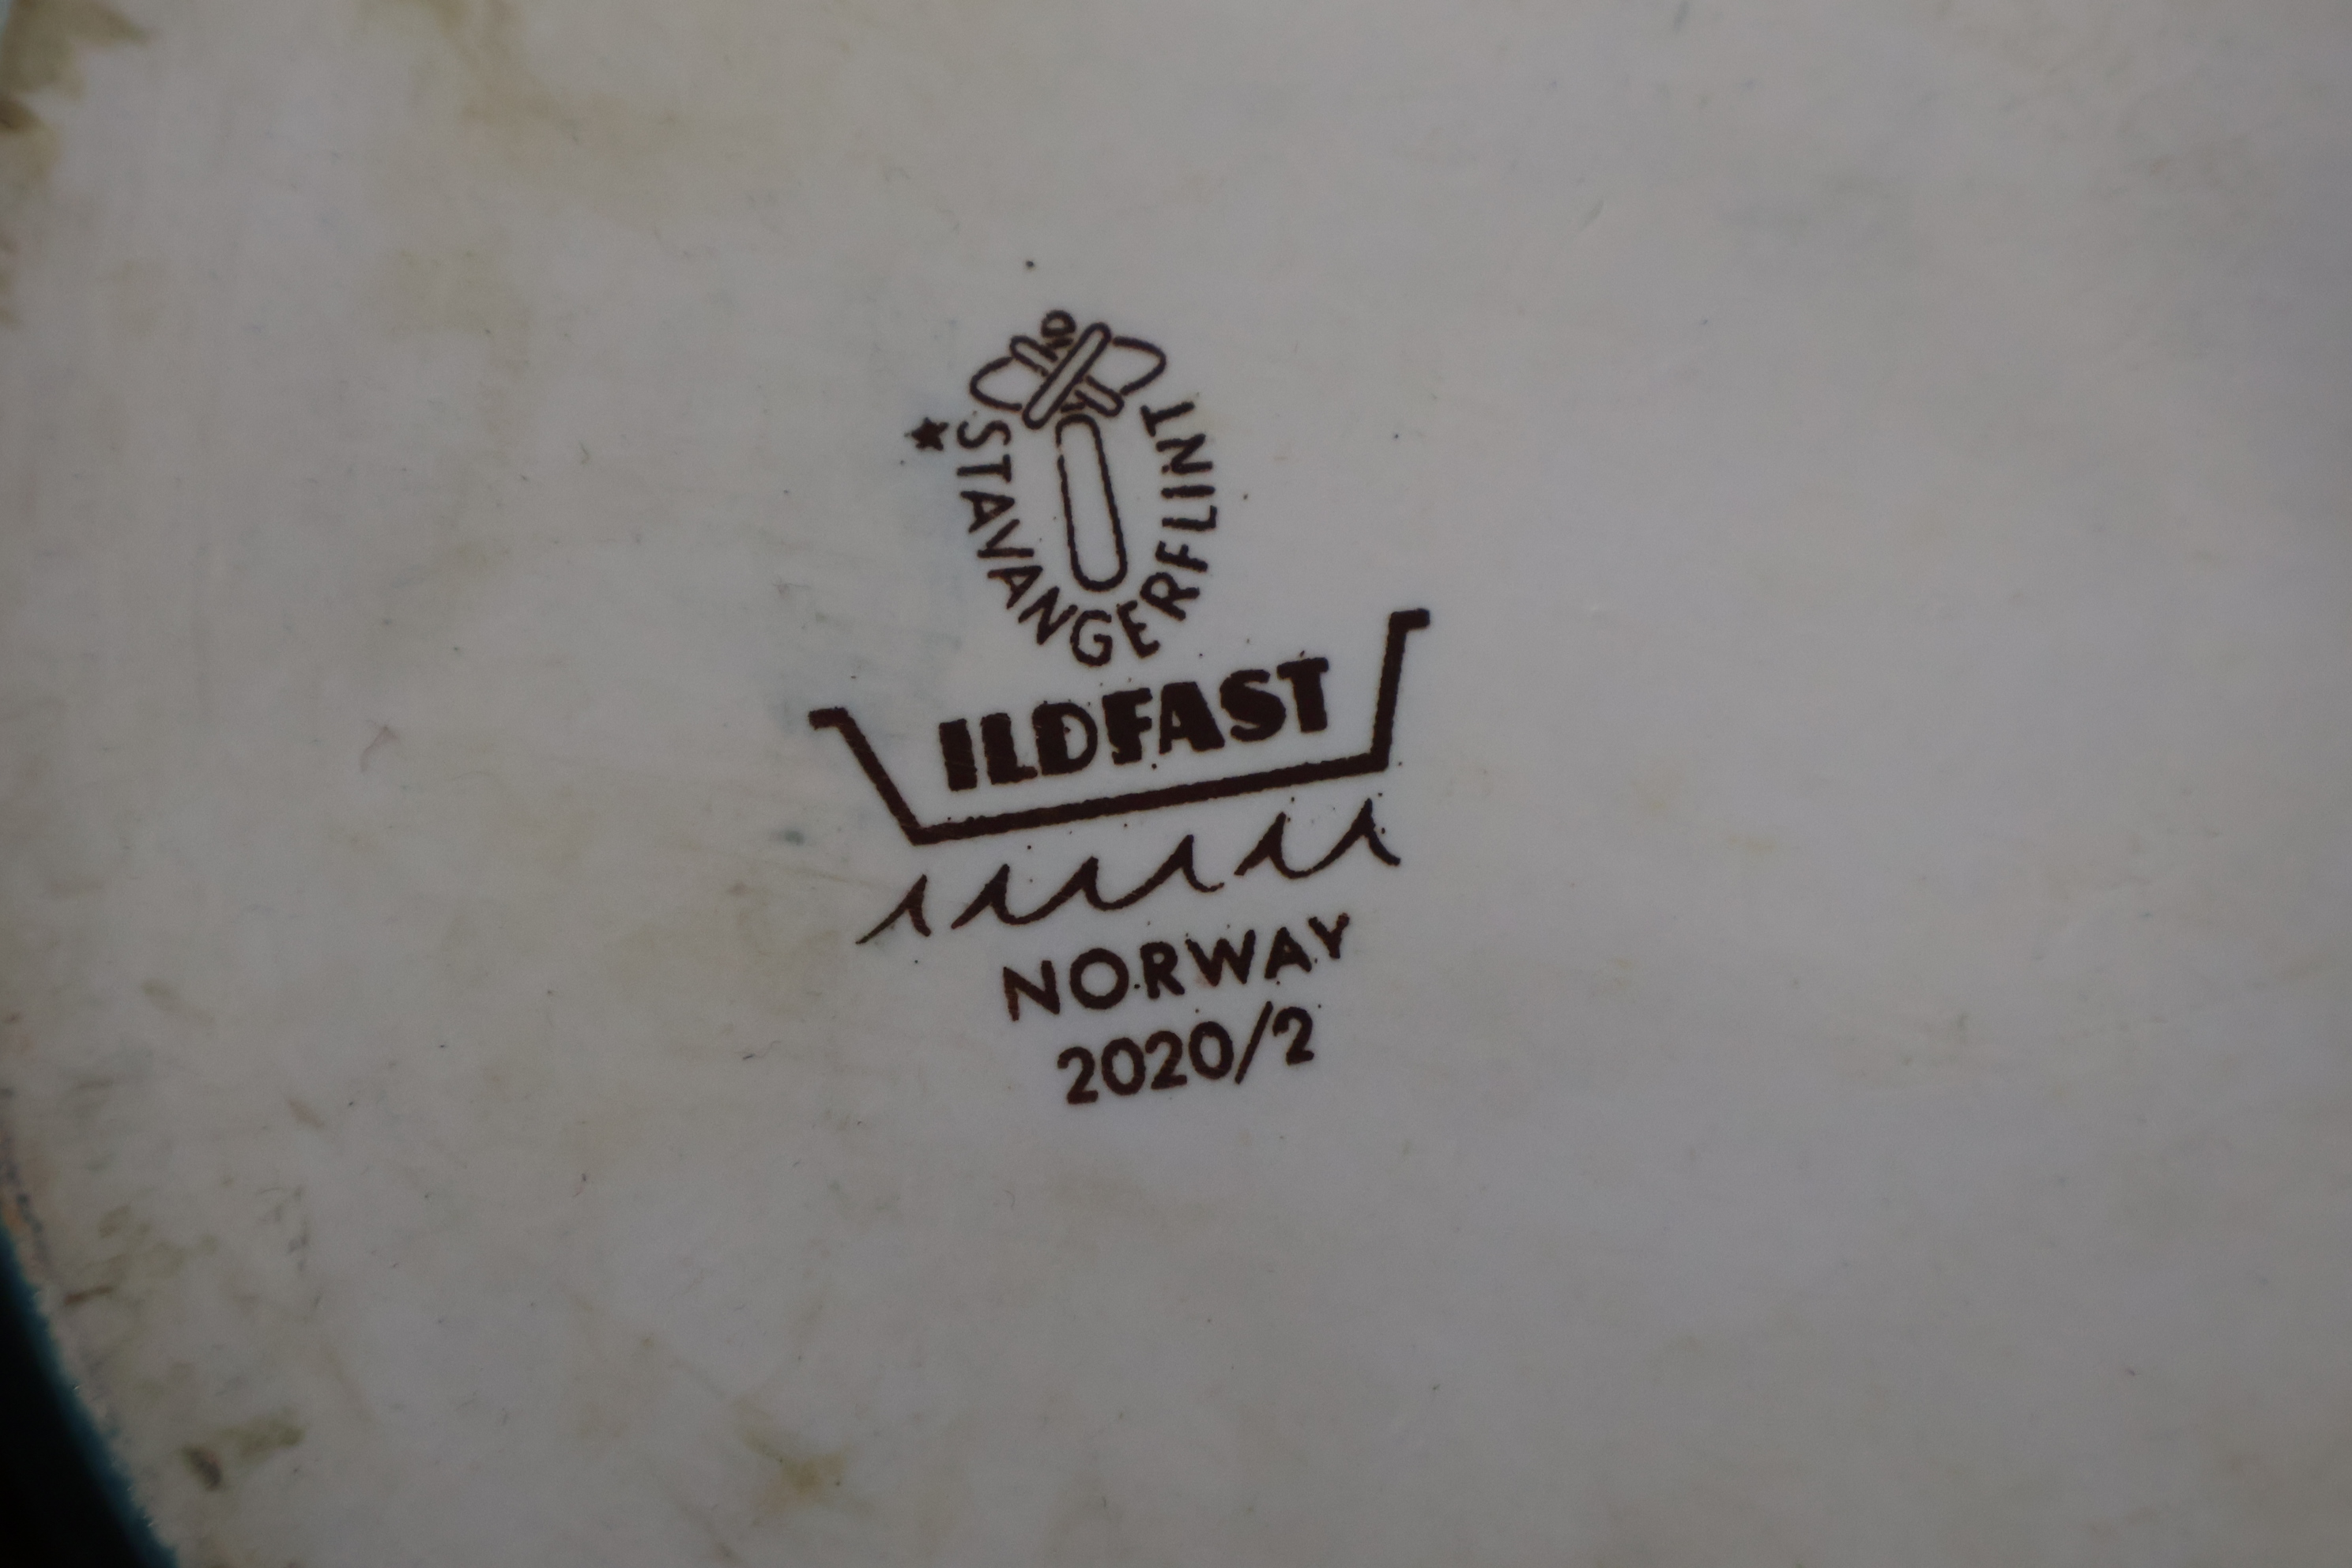 STAVANGERFLINT
ILDFAST
NORWAY
2020/2